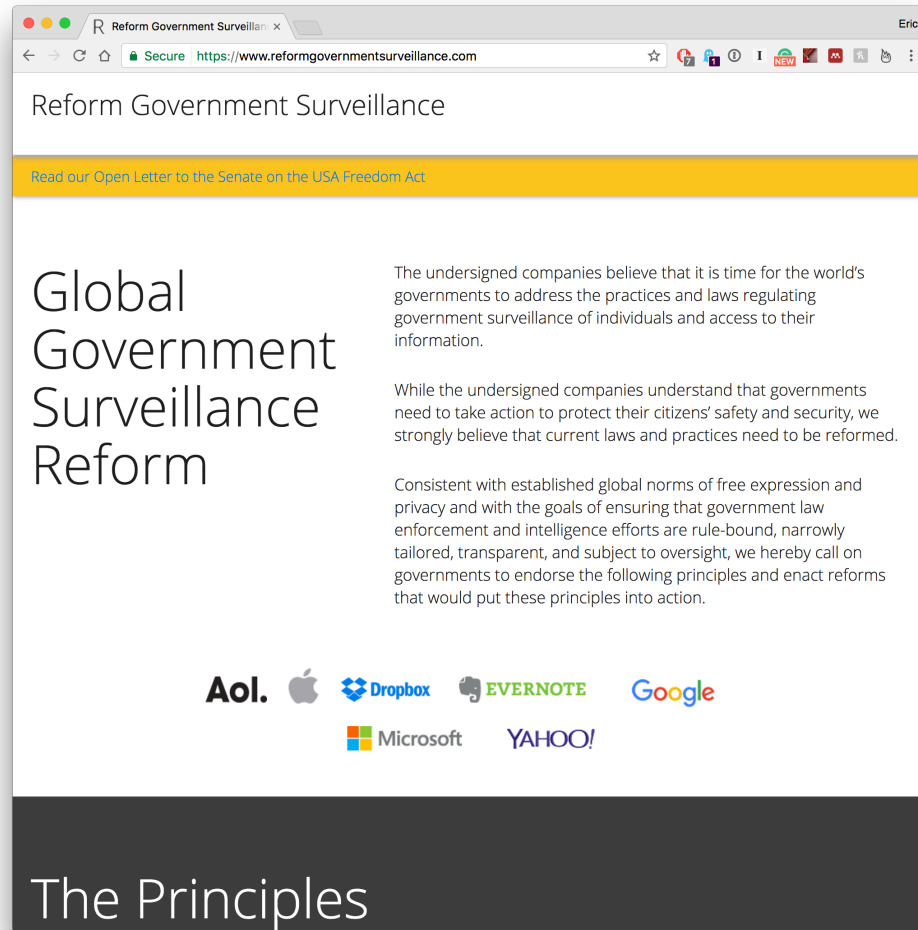 Reform Government Surveillan
Eric
Secure
https://www.reformgovernmentsurveillance.com
7
1
NEW
Reform Government Surveillance
Read our Open Letter to the Senate on the USA Freedom Act
Global
Government
Surveillance
Reform
The undersigned companies believe that it is time for the world’s
governments to address the practices and laws regulating
government surveillance of individuals and access to their
information.
While the undersigned companies understand that governments
need to take action to protect their citizens’ safety and security, we
strongly believe that current laws and practices need to be reformed.
Consistent with established global norms of free expression and
privacy and with the goals of ensuring that government law
enforcement and intelligence efforts are rule-bound, narrowly
tailored, transparent, and subject to oversight, we hereby call on
governments to endorse the following principles and enact reforms
that would put these principles into action.
Aol.
Dropbox
EVERNOTE
Google
Microsoft
YAHOO!
The Principles